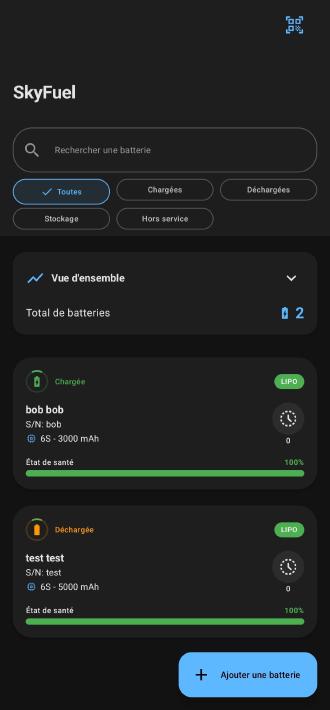 SkyFuel
Rechercher une batterie
Toutes
Chargées
Déchargées
Stockage
Hors service
Vue d'ensemble
Total de batteries
2
Chargée
LIPO
bob bob
S/N: bob
6S - 3000 mAh
0
État de santé
100%
Déchargée
LIPO
test test
S/N: test
6S - 5000 mAh
0
État de santé
100%
Ajouter une batterie